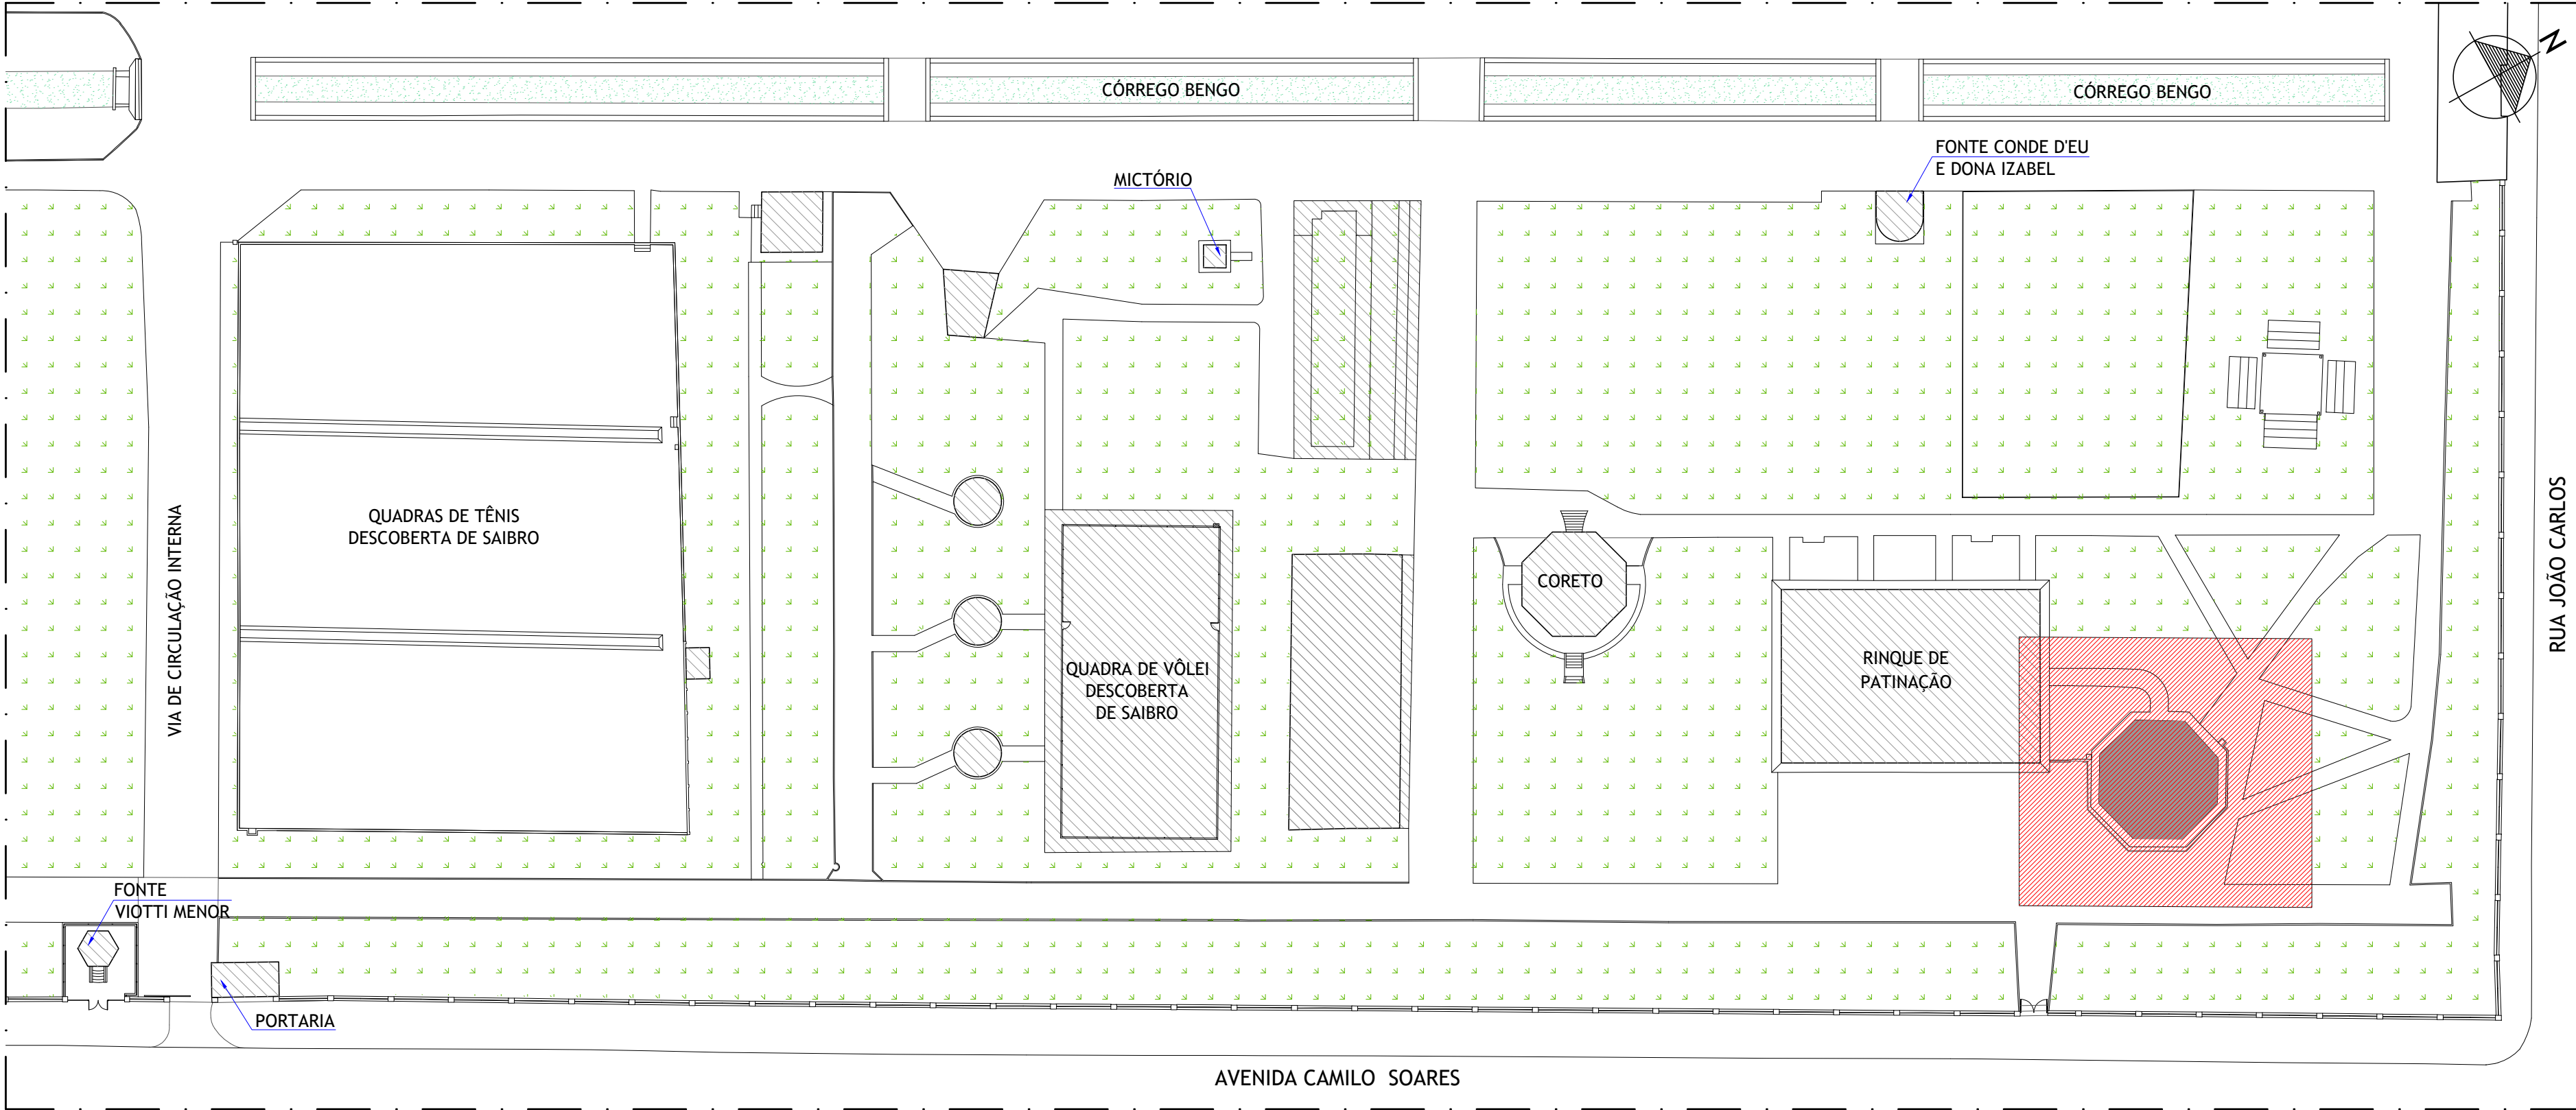 N
CÓRREGO BENGO
CÓRREGO BENGO
FONTE CONDE D'EU
E DONA IZABEL
MICTÓRIO
QUADRAS DE TÊNIS
DESCOBERTA DE SAIBRO
VIA DE CIRCULAÇÃO INTERNA
CORETO
RUA JOÃO CARLOS
QUADRA DE VÔLEI
DESCOBERTA
DE SAIBRO
RINQUE DE
PATINAÇÃO
FONTE
VIOTTI MENOR
PORTARIA
AVENIDA CAMILO SOARES